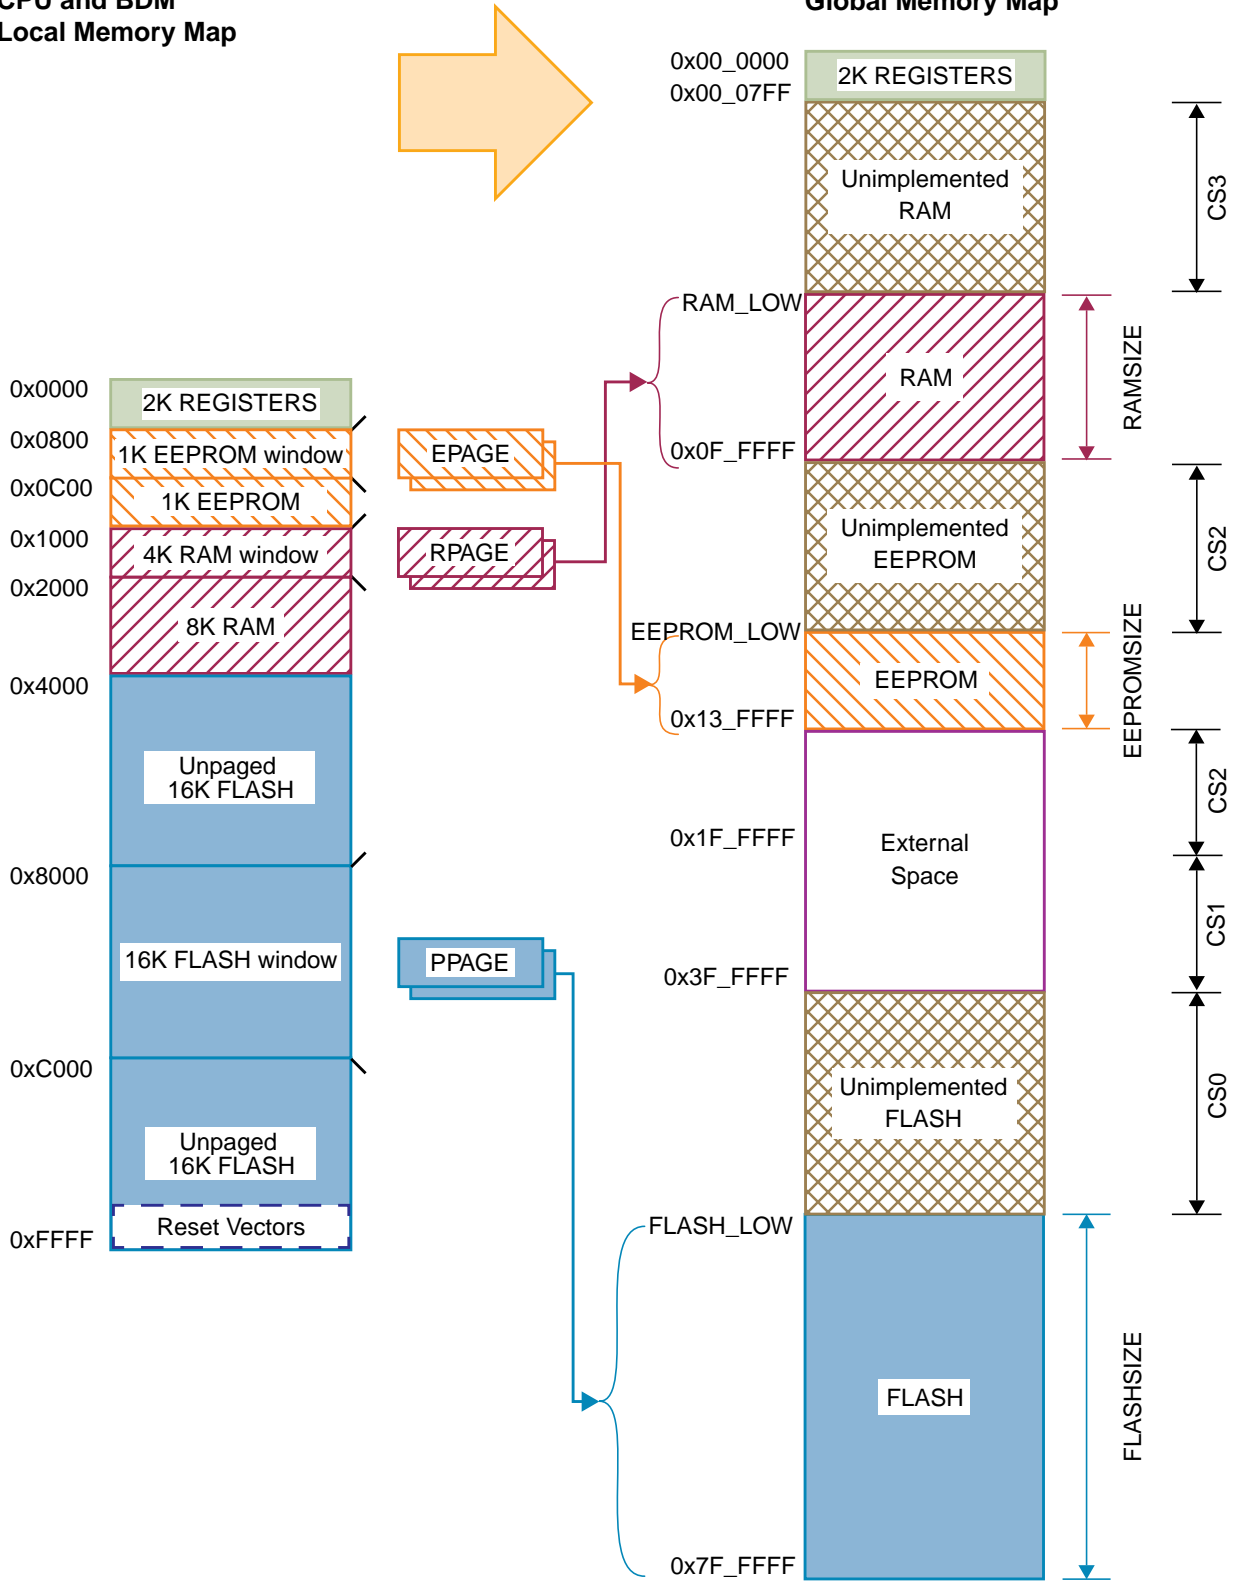 CPU and BDM
Local Memory Map
Global Memory Map
0x0000
2K REGISTERS
0x0800
1K EEPROM window
0x0C00
1K EEPROM
0x1000
4K RAM window
0x2000
8K RAM
0x4000
Unpaged
16K FLASH
0x8000
16K FLASH window
0xC000
Unpaged
16K FLASH
Reset Vectors
0xFFFF
EPAGE
RPAGE
PPAGE
0x00_0000
0x00_07FF
2K REGISTERS
Unimplemented
RAM
CS3
RAM_LOW
RAM
RAMSIZE
0x0F_FFFF
Unimplemented
EEPROM
CS2
EEPROM_LOW
EEPROM
EEPROMSIZE
0x13_FFFF
CS2
0x1F_FFFF
External
Space
CS1
0x3F_FFFF
Unimplemented
FLASH
CS0
FLASH_LOW
FLASH
FLASHSIZE
0x7F_FFFF